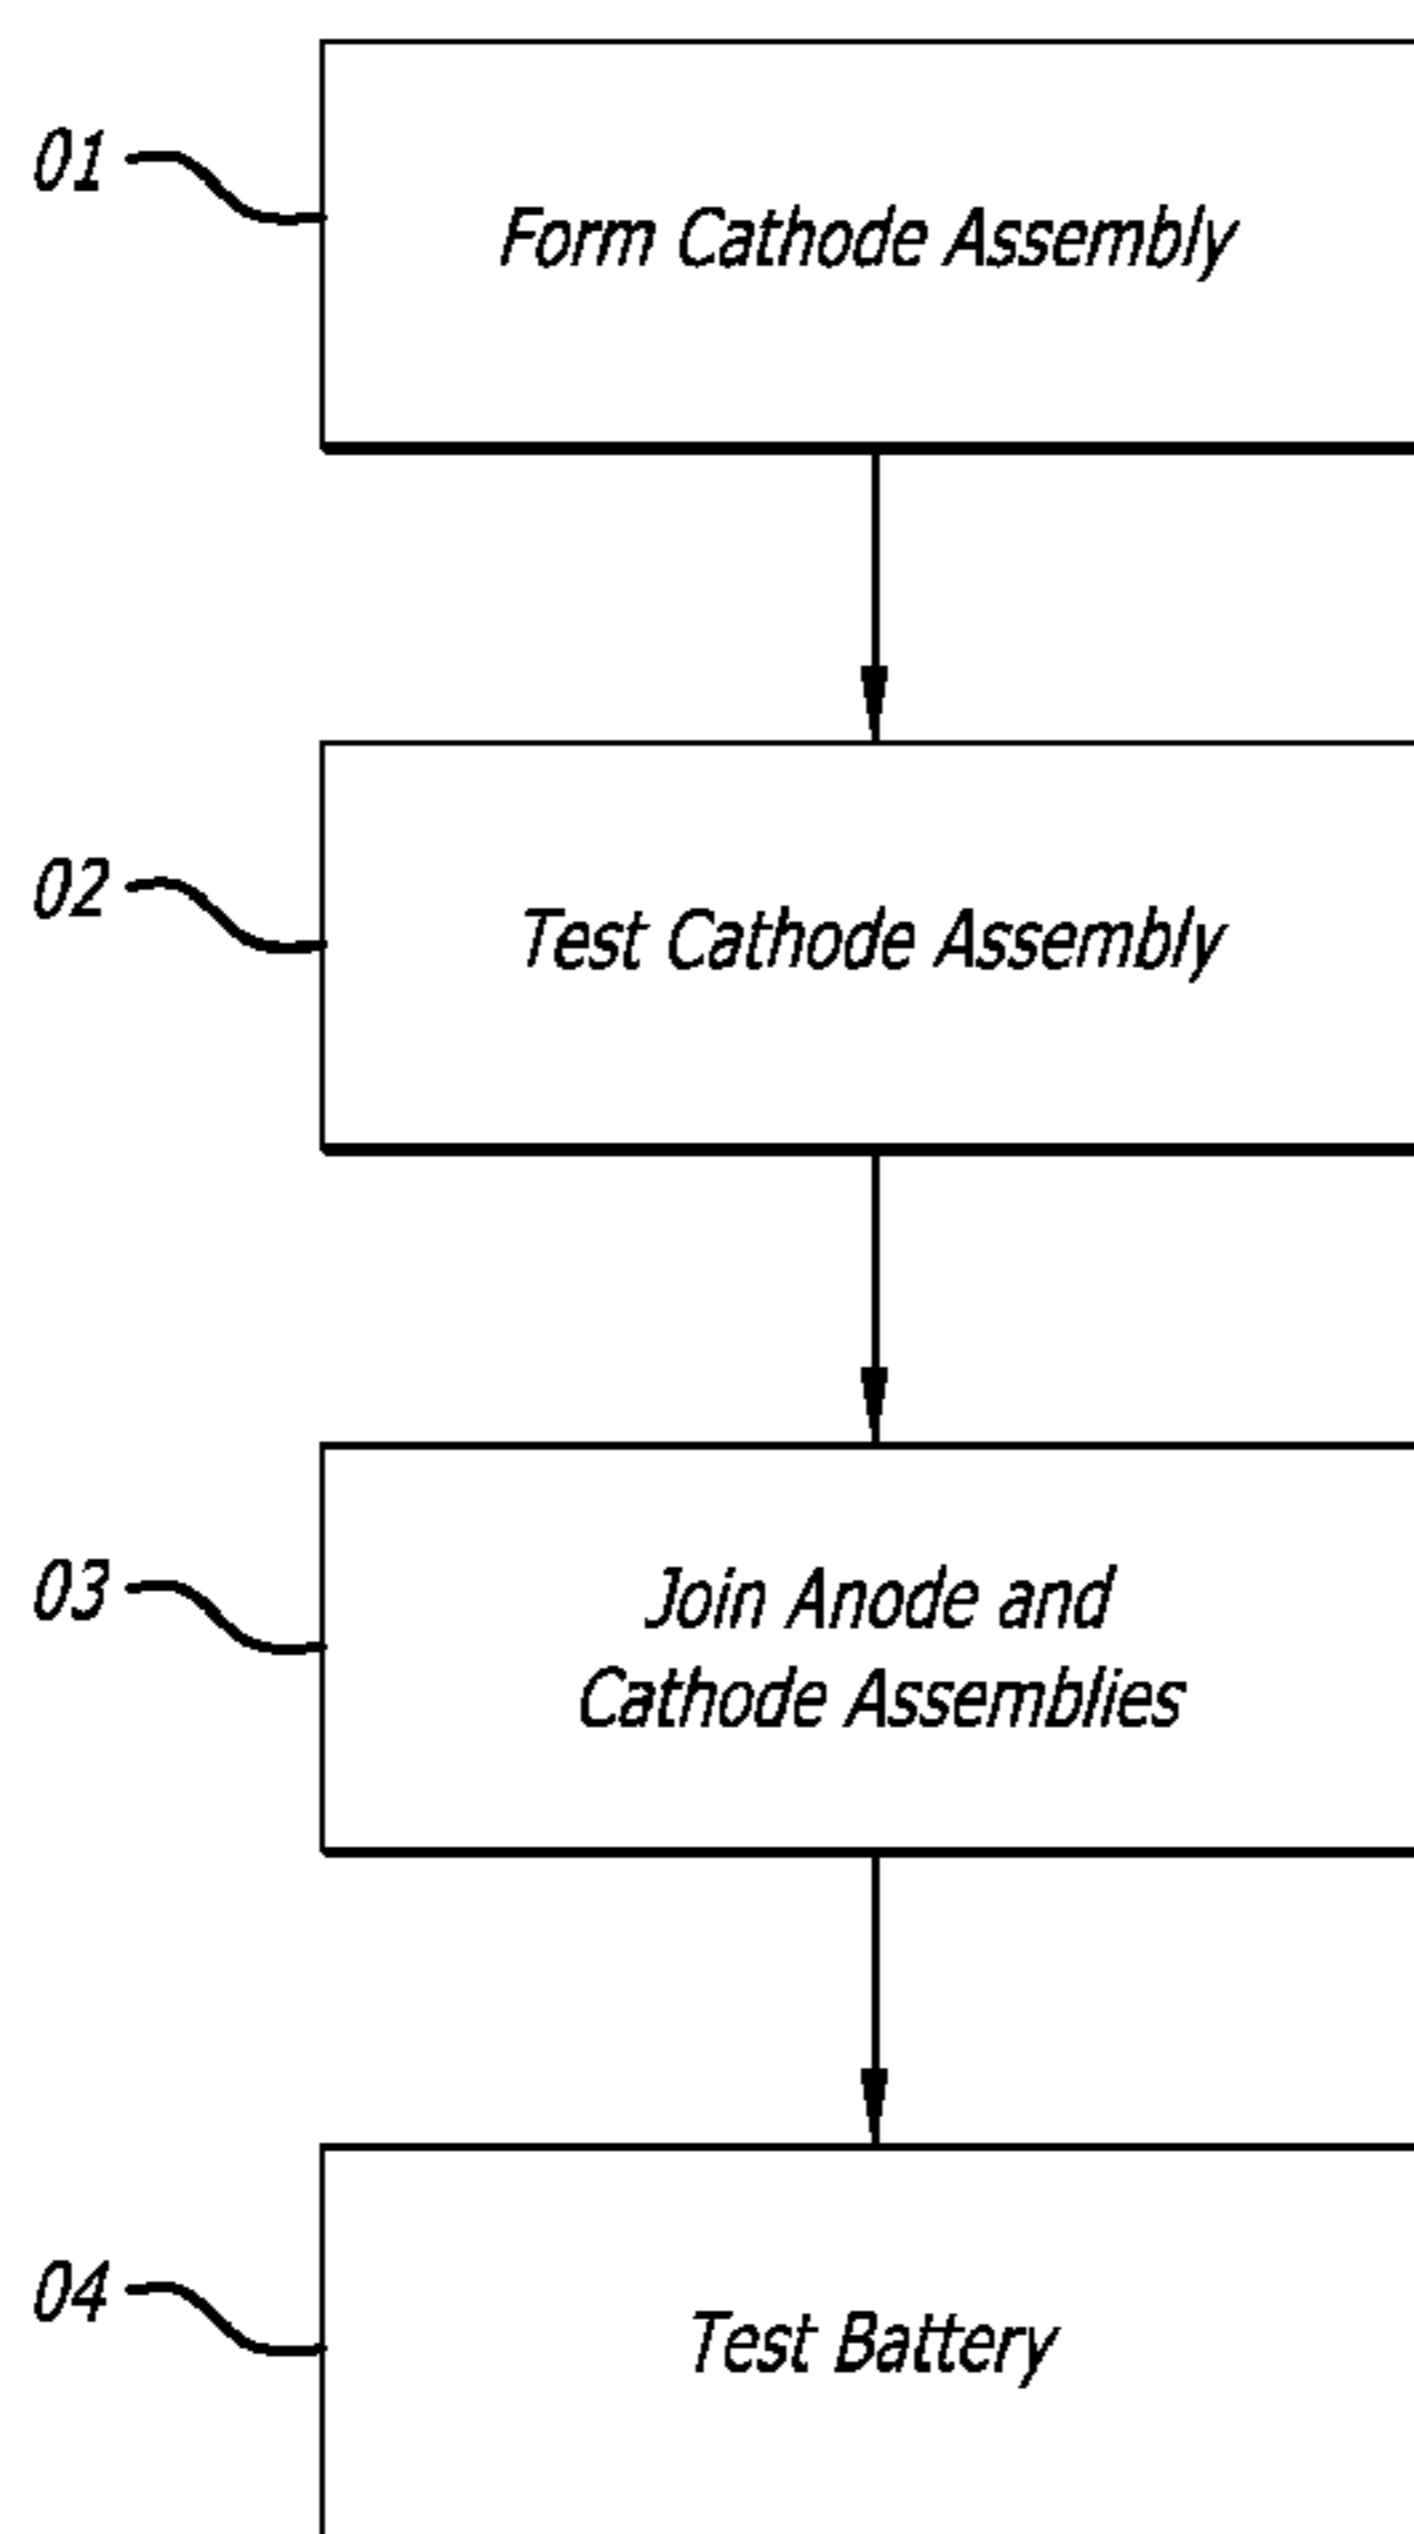 01
Form Cathode Assembly
02
Test Cathode Assembly
03
Join Anode and
Cathode Assemblies
04
Test Battery